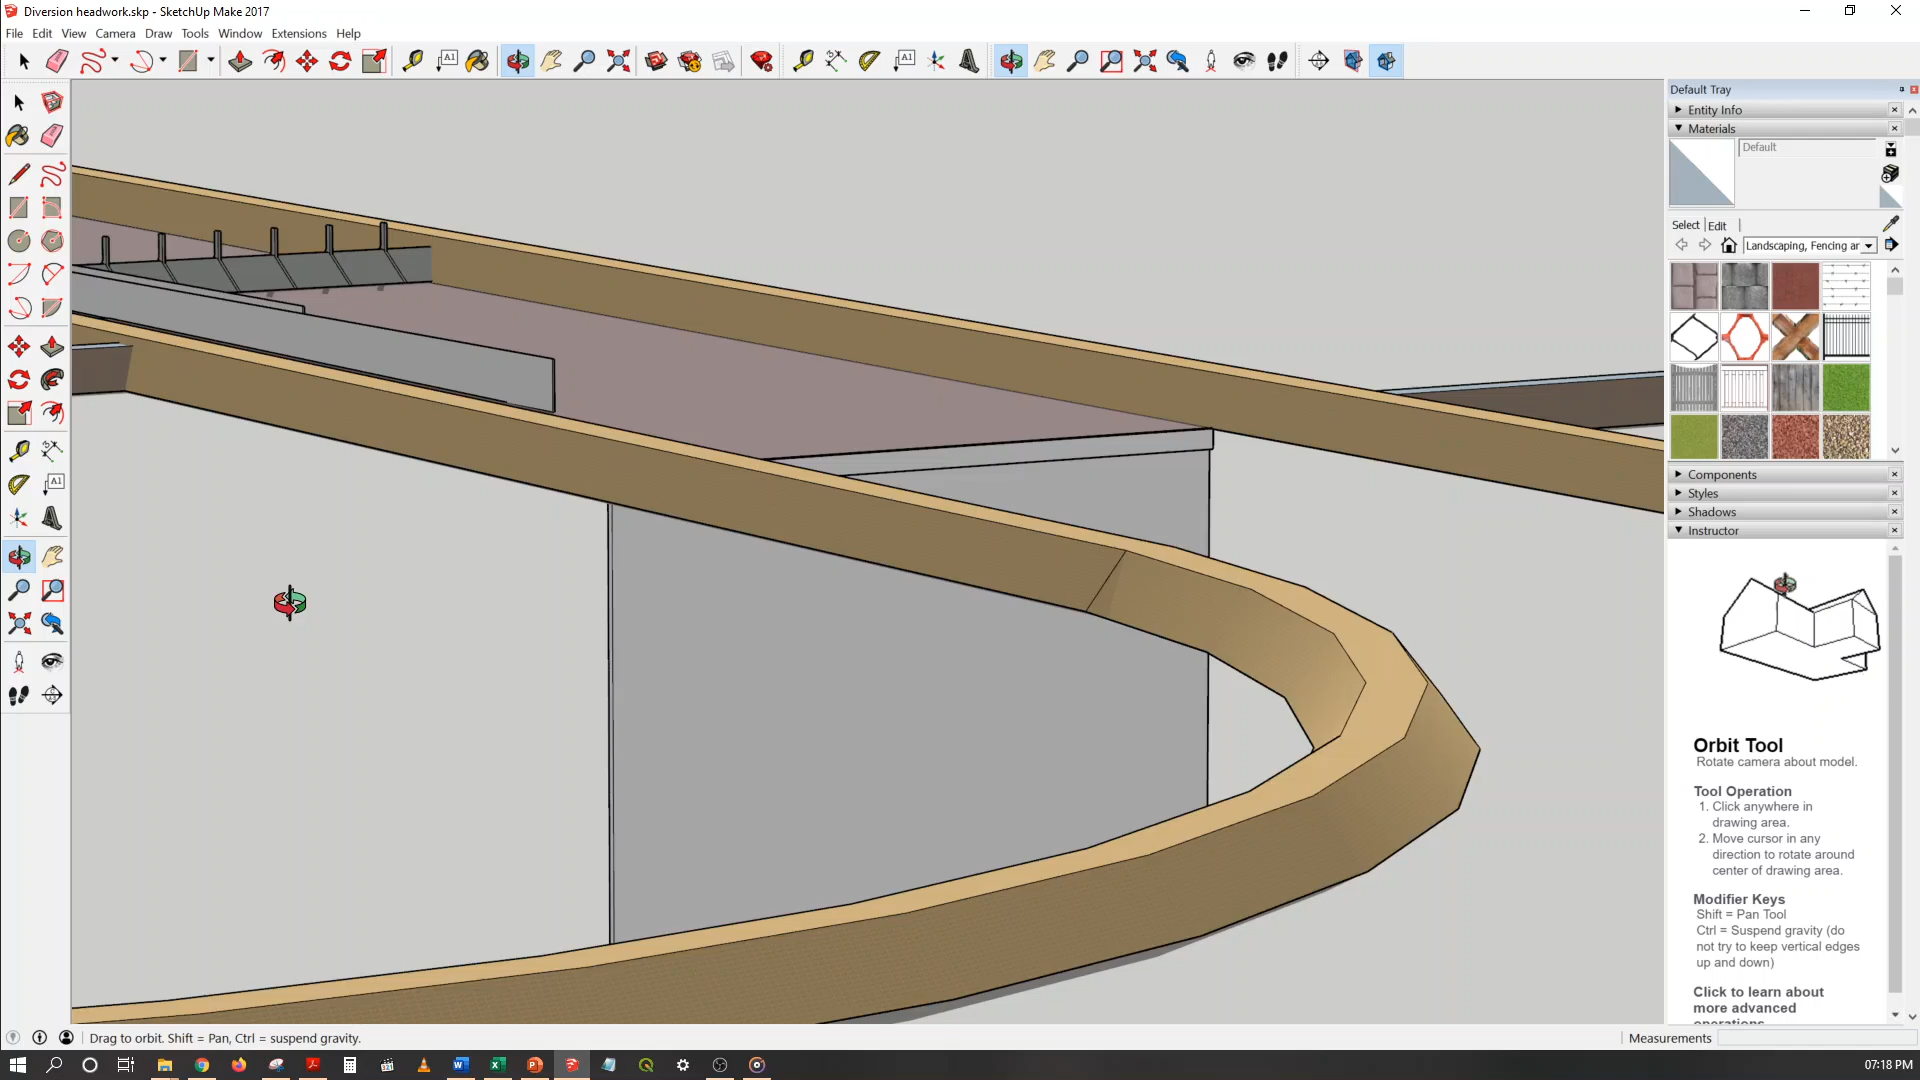 Diversion headwork.skp - SketchUp Make 2017
File Edit View Camera Draw Tools Window Extensions Help
A1
A1
Default Tray
Entity Info
Materials
Default
Select Edit
Landscaping, Fencing ar
A1
Components
Styles
Shadows
Instructor
Orbit Tool
Rotate camera about model.
Tool Operation
1. Click anywhere in
drawing area.
2. Move cursor in any
direction to rotate around
center of drawing area.
Modifier Keys
Shift = Pan Tool
Ctrl = Suspend gravity (do
not try to keep vertical edges
up and down)
Click to learn about
more advanced
operations
Drag to orbit. Shift = Pan, Ctrl = suspend gravity.
Measurements
07:18 PM